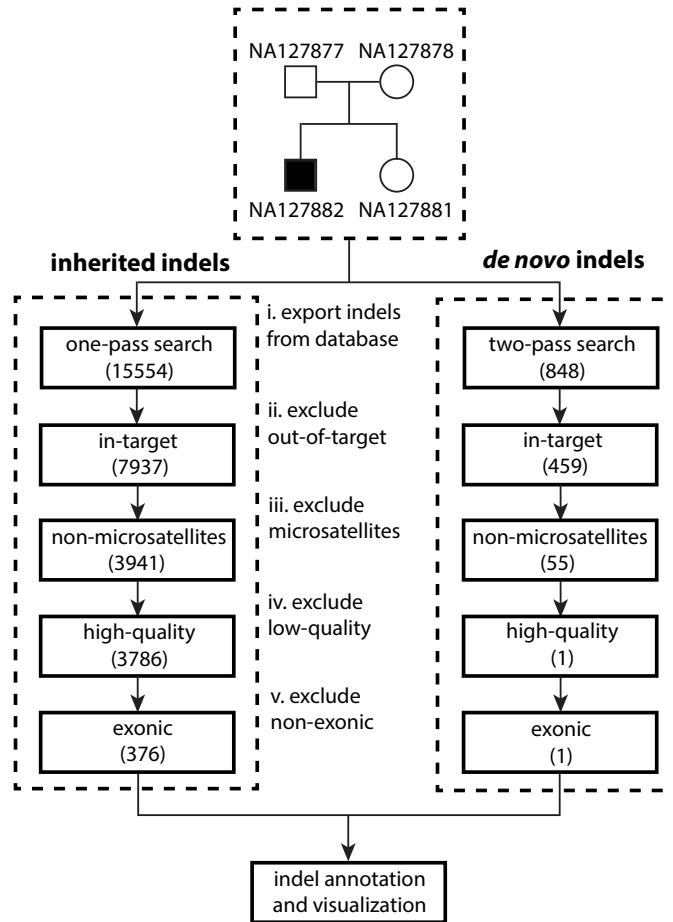 NA127877 NA127878
NA127882 NA127881
inherited indels
de novo indels
i. export indels
from database
one-pass search
(15554)
two-pass search
(848)
ii. exclude
out-of-target
in-target
(7937)
in-target
(459)
iii. exclude
microsatellites
non-microsatellites
(3941)
non-microsatellites
(55)
iv. exclude
low-quality
high-quality
(3786)
high-quality
(1)
v. exclude
non-exonic
exonic
(376)
exonic
(1)
indel annotation
and visualization